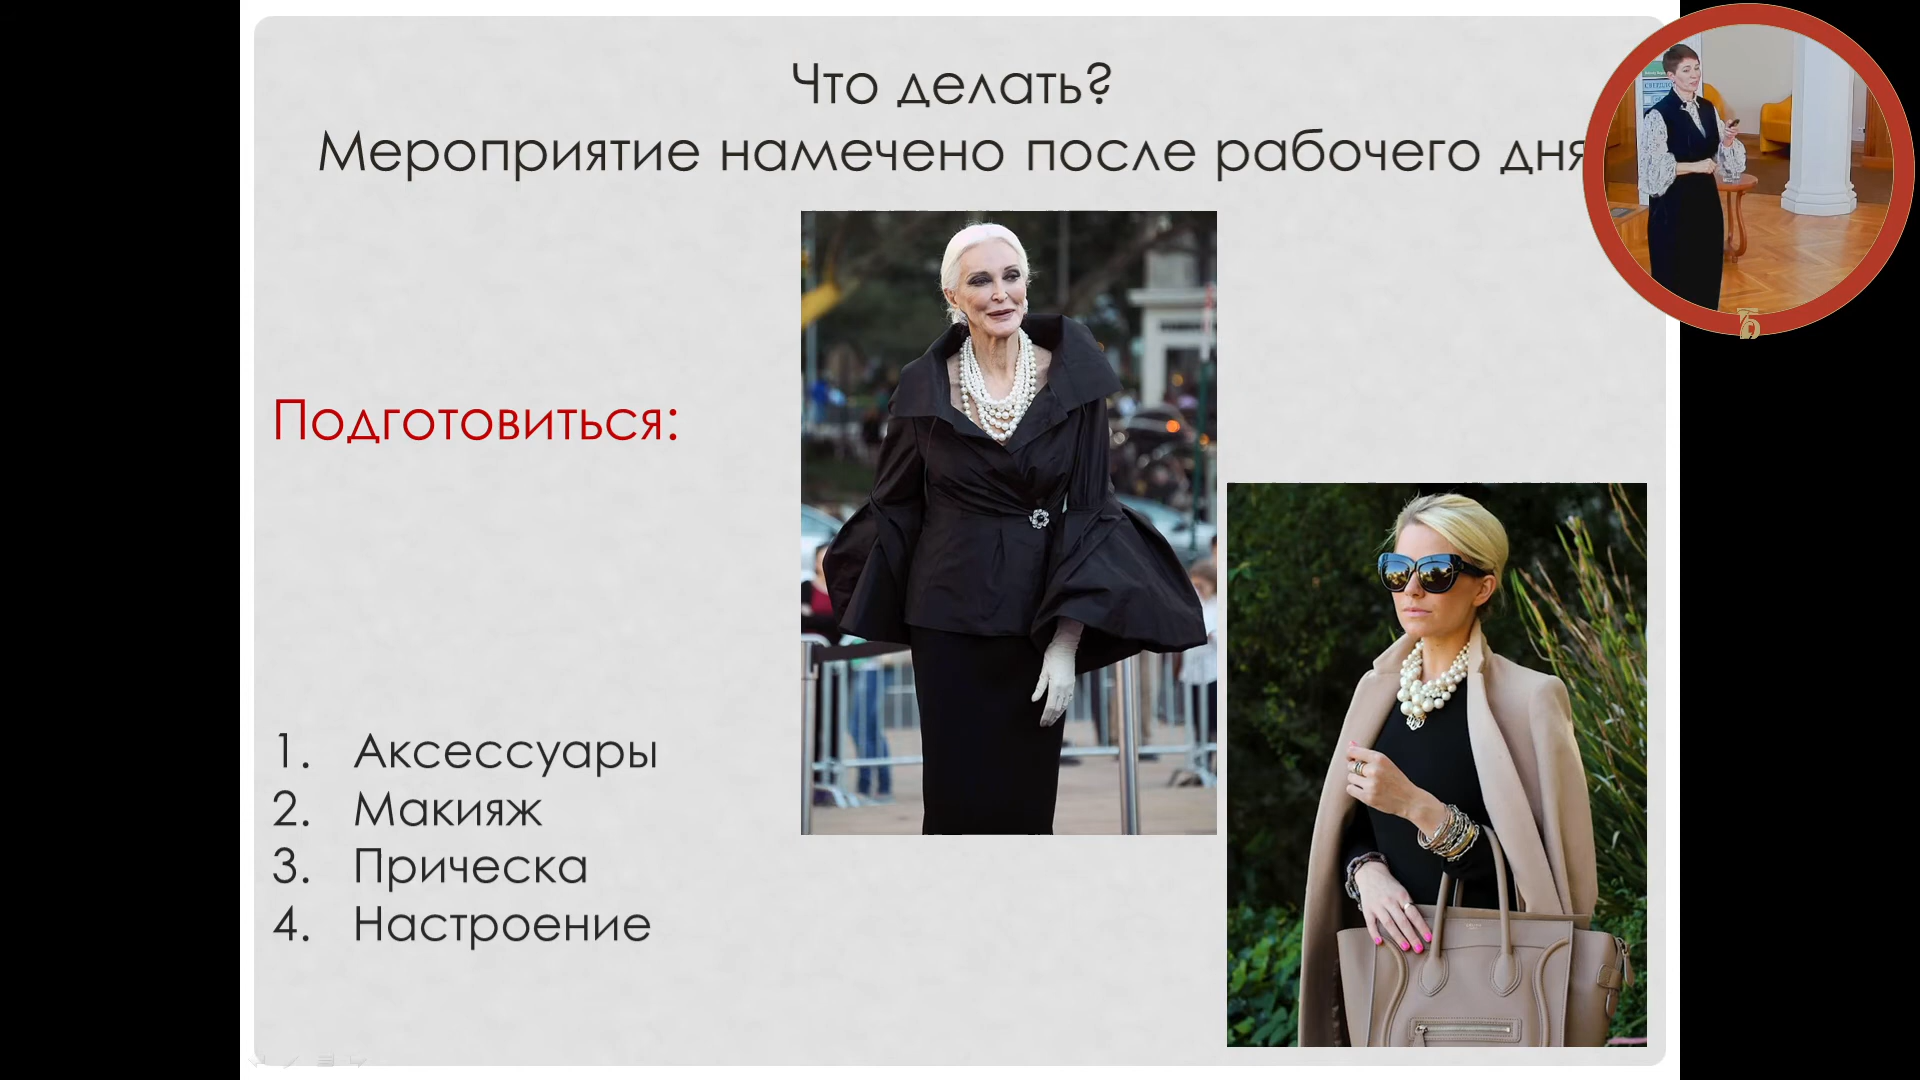 Что делать?
Мероприятие намечено после рабочего дня
Подготовиться:
1. Аксессуары
2. Макияж
3. Прическа
4. Настроение